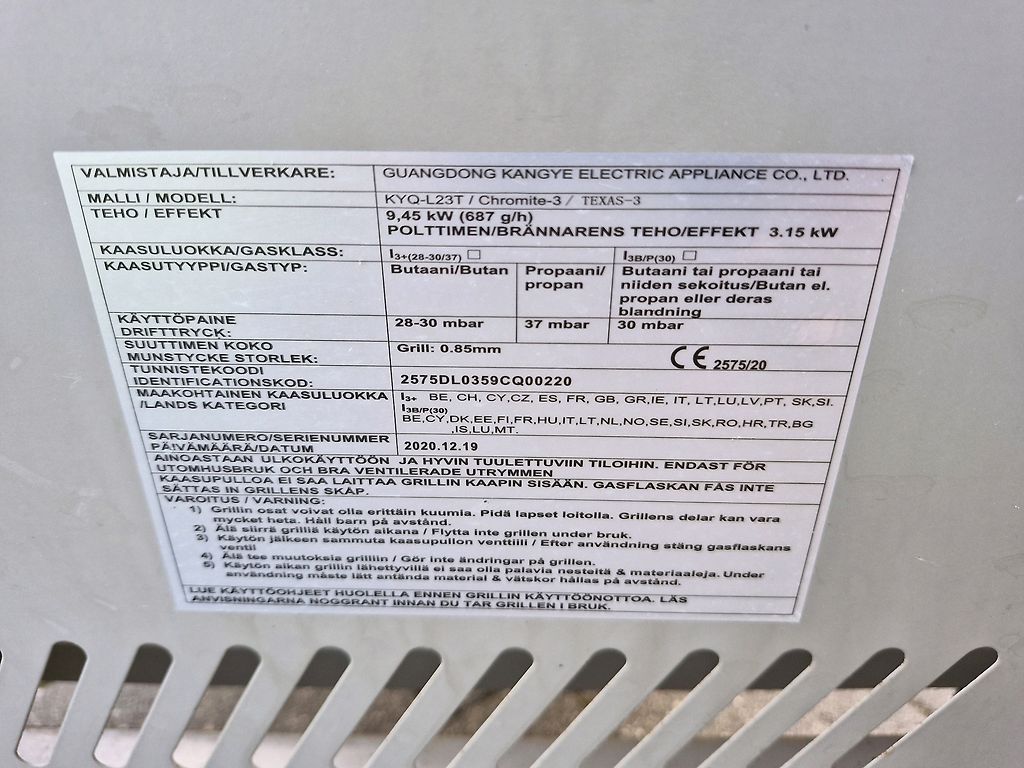 VALMISTAJA/TILLVERKARE: GUANGDONG KANGYE ELECTRIC APPLIANCE CO., LTD.
MALLI / MODELL: KYQ-L23T / Chromite-3 / TEXAS-3
TEHO / EFFEKT 9,45 kW (687 g/h)
POLTTIMEN/BRÄNNARENS TEHO/EFFEKT 3.15 kW
KAASULUOKKA/GASKLASS: I3+(28-30/37) □ I3B/P(30) □
KAASUTYYPPI/GASTYP: Butaani/Butan Propaani/ Butaani tai propaani tai
propan niiden sekoitus/Butan el.
propan eller deras
blandning
KÄYTTÖPAINE 28-30 mbar 37 mbar 30 mbar
DRIFTTRYCK:
SUUTTIMEN KOKO Grill: 0.85mm
MUNSTYCKE STORLEK: CE 2575/20
TUNNISTEKOODI
IDENTIFICATIONSKOD: 2575DL0359CQ00220
MAAKOHTAINEN KAASULUOKKA I3+ BE, CH, CY,CZ, ES, FR, GB, GR,IE, IT, LT,LU,LV,PT, SK,SI.
/LANDS KATEGORI I3B/P(30)
BE,CY,DK,EE,FI,FR,HU,IT,LT,NL,NO,SE,SI,SK,RO,HR,TR,BG
,IS,LU,MT.
SARJANUMERO/SERIENUMMER 2020.12.19
PÄIVÄMÄÄRÄ/DATUM
AINOASTAAN ULKOKÄYTTÖÖN JA HYVIN TUULETTUVIIN TILOIHIN. ENDAST FÖR
UTOMHUSBRUK OCH BRA VENTILERADE UTRYMMEN
KAASUPULLOA EI SAA LAITTAA GRILLIN KAAPIN SISÄÄN. GASFLASKAN FÅS INTE
SÄTTAS IN GRILLENS SKÅP.
VAROITUS / VARNING:
1) Grillin osat voivat olla erittäin kuumia. Pidä lapset loitolla. Grillens delar kan vara
mycket heta. Håll barn på avstånd.
2) Älä siirrä grilliä käytön aikana / Flytta inte grillen under bruk.
3) Käytön jälkeen sammuta kaasupullon venttiili / Efter användning stäng gasflaskans
ventil
4) Älä tee muutoksia grilliin / Gör inte ändringar på grillen.
5) Käytön aikan grillin lähettyvillä ei saa olla palavia nesteitä & materiaaleja. Under
användning måste lätt antända material & vätskor hållas på avstånd.
LUE KÄYTTÖOHJEET HUOLELLA ENNEN GRILLIN KÄYTTÖÖNOTTOA. LÄS
ANVISNINGARNA NOGGRANT INNAN DU TAR GRILLEN I BRUK.